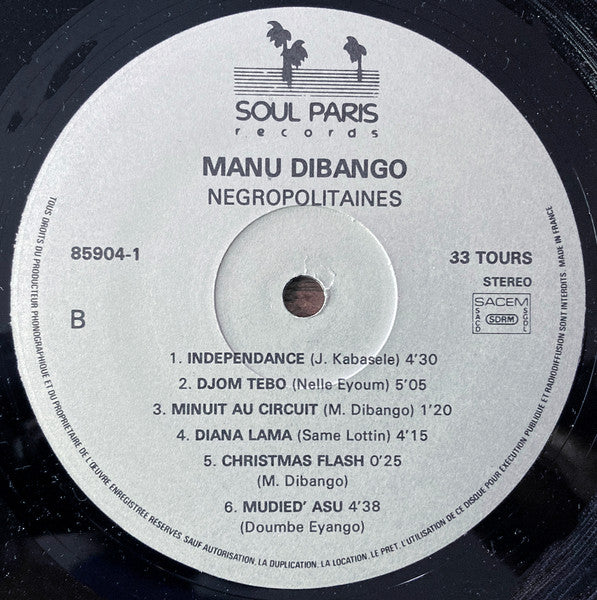 SOUL PARIS
records
MANU DIBANGO
NEGROPOLITAINES
85904-1
33 TOURS
STEREO
B
SACEM
SACD
SDRM
SGDL
1. INDEPENDANCE (J. Kabasele) 4'30
2. DJOM TEBO (Nelle Eyoum) 5'05
3. MINUIT AU CIRCUIT (M. Dibango) 1'20
4. DIANA LAMA (Same Lottin) 4'15
5. CHRISTMAS FLASH 0'25
(M. Dibango)
6. MUDIED' ASU 4'38
(Doumbe Eyango)
TOUS DROITS DU PRODUCTEUR PHONOGRAPHIQUE ET DU PROPRIETAIRE DE L'ŒUVRE ENREGISTREE RESERVES SAUF AUTORISATION. LA DUPLICATION. LA LOCATION. LE PRET. L'UTILISATION DE CE DISQUE POUR EXECUTION PUBLIQUE ET RADIODIFFUSION SONT INTERDITS. MADE IN FRANCE